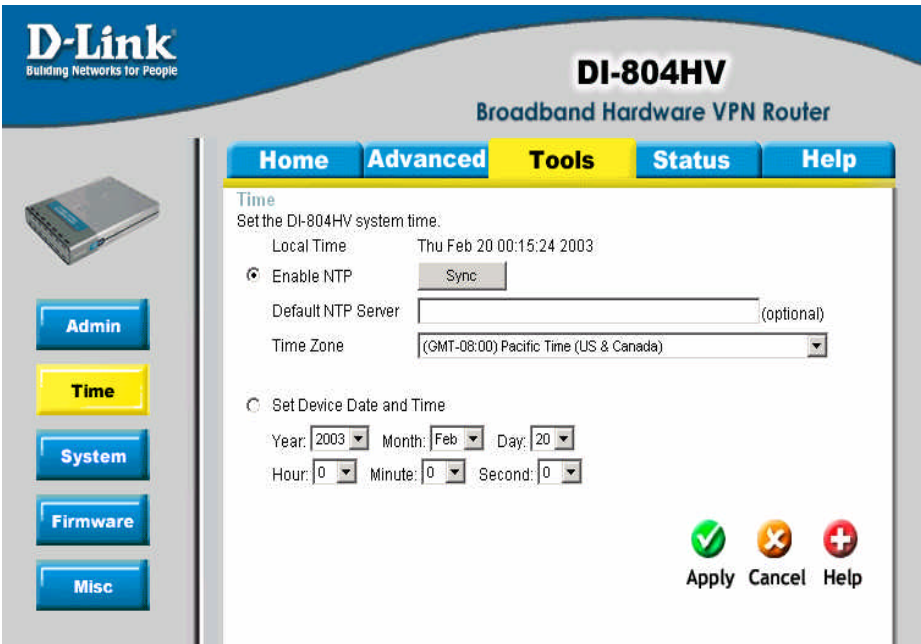 D-Link
Building Networks for People
DI-804HV
Broadband Hardware VPN Router
Home Advanced Tools Status Help
Time
Set the DI-804HV system time.
Local Time Thu Feb 20 00:15:24 2003
Enable NTP Sync
Default NTP Server (optional)
Time Zone (GMT-08:00) Pacific Time (US & Canada)
Set Device Date and Time
Year: 2003 Month: Feb Day: 20
Hour: 0 Minute: 0 Second: 0
Apply Cancel Help
Admin
Time
System
Firmware
Misc